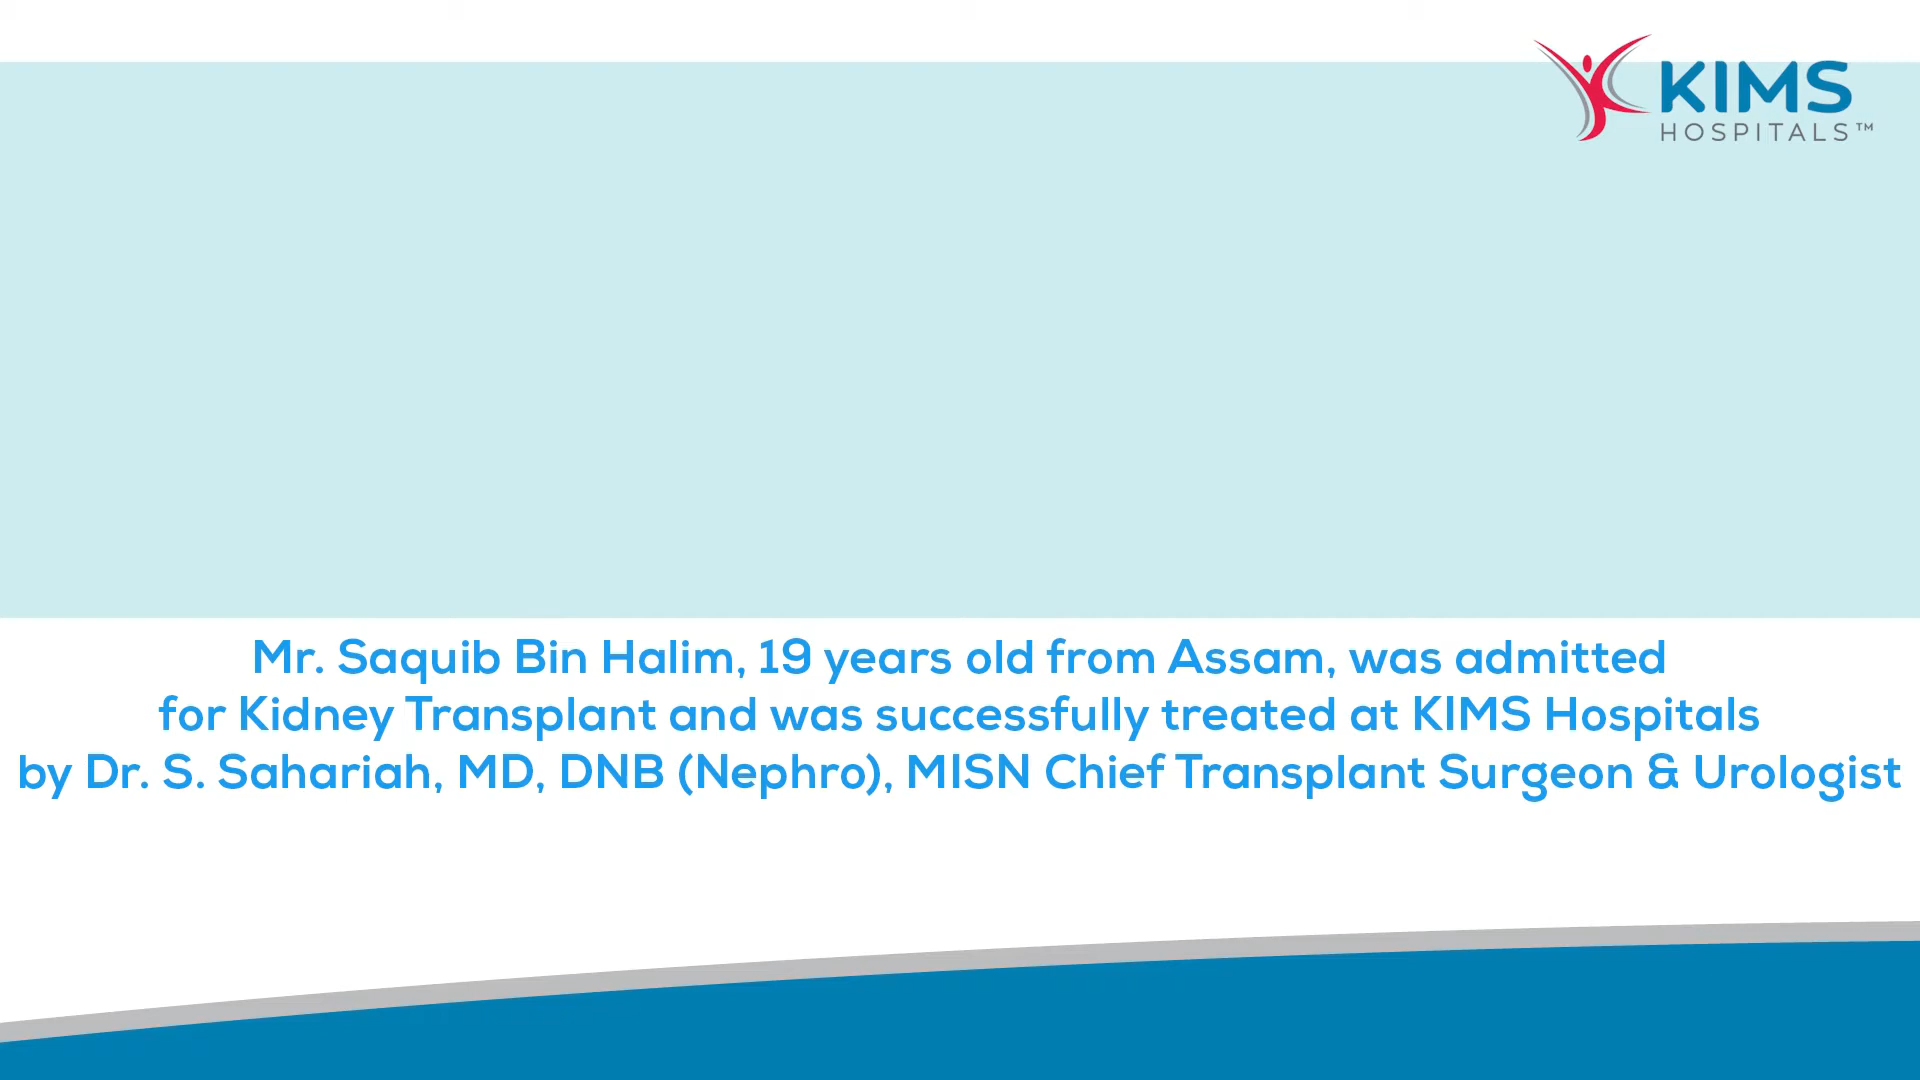 KIMS
HOSPITALS™
Mr. Saquib Bin Halim, 19 years old from Assam, was admitted
for Kidney Transplant and was successfully treated at KIMS Hospitals
by Dr. S. Sahariah, MD, DNB (Nephro), MISN Chief Transplant Surgeon & Urologist